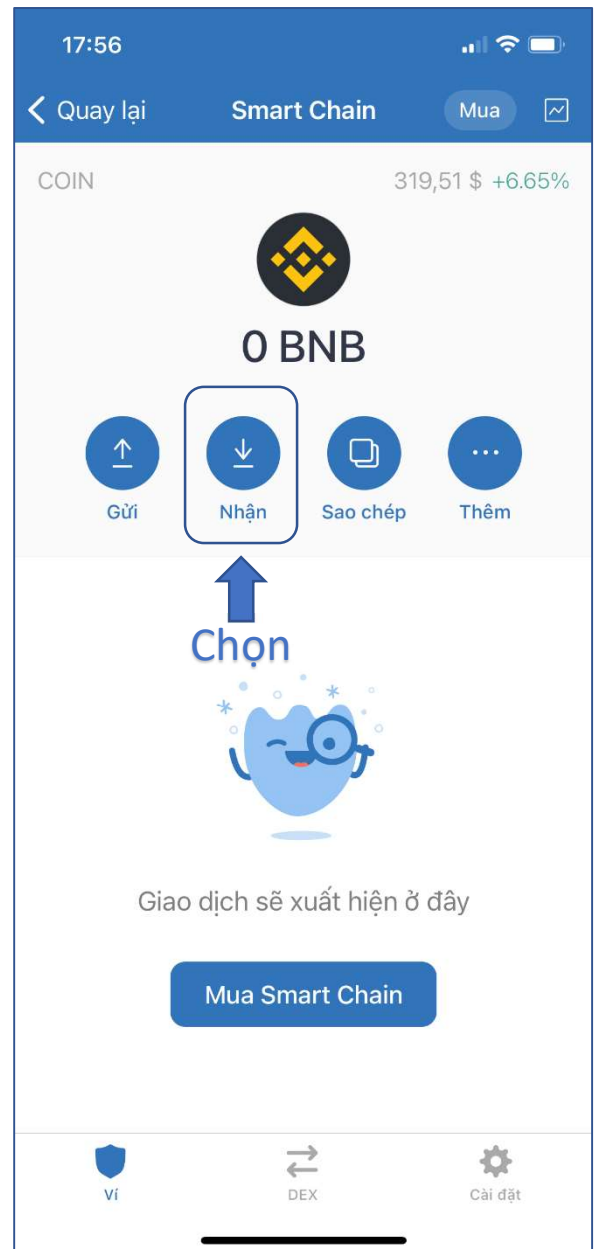 17:56
Quay lại Smart Chain Mua
COIN 319,51 $ +6.65%
0 BNB
Gửi Nhận Sao chép Thêm
Chọn
Giao dịch sẽ xuất hiện ở đây
Mua Smart Chain
Ví DEX Cài đặt